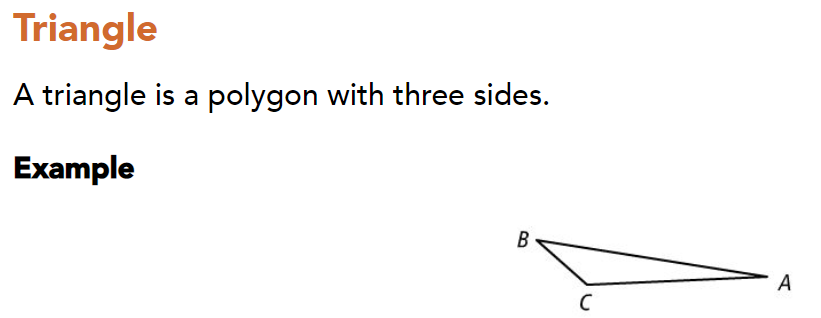 Triangle
A triangle is a polygon with three sides.
Example
B
A
C